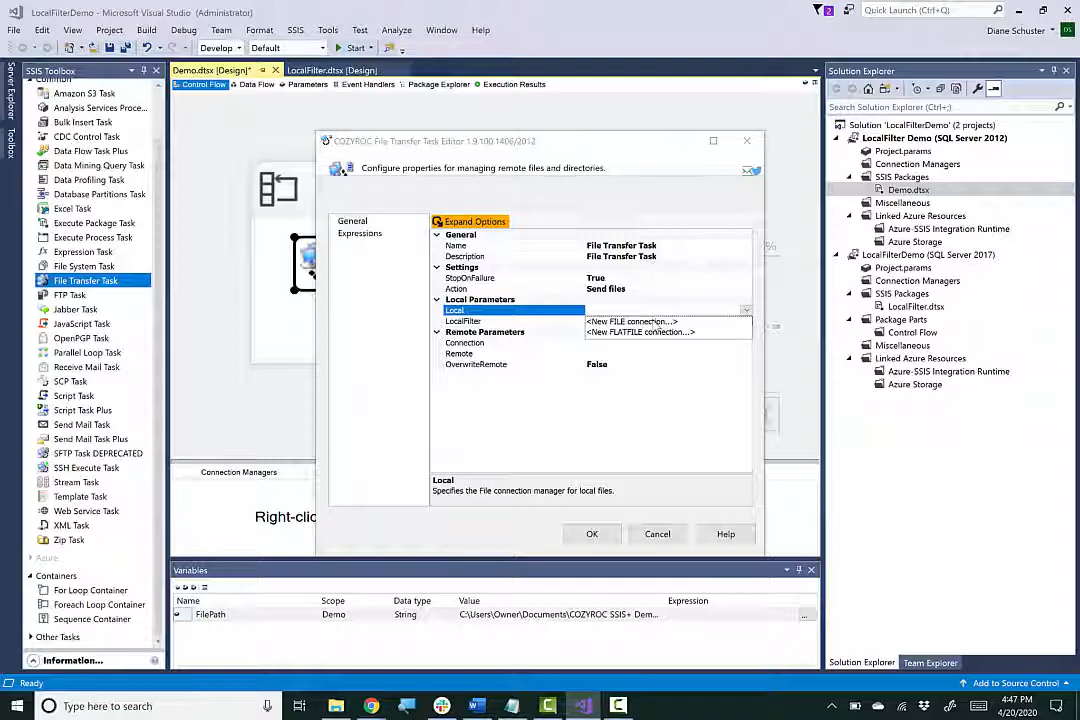 LocalFilterDemo - Microsoft Visual Studio (Administrator)
2
Quick Launch (Ctrl+Q)
File Edit View Project Build Debug Team Format SSIS Tools Test Analyze Window Help
Diane Schuster
DS
Develop Default Start
Server Explorer
Toolbox
SSIS Toolbox
Common
Amazon S3 Task
Analysis Services Proce...
Bulk Insert Task
CDC Control Task
Data Flow Task Plus
Data Mining Query Task
Data Profiling Task
Database Partitions Task
Excel Task
Execute Package Task
Execute Process Task
Expression Task
File System Task
File Transfer Task
FTP Task
Jabber Task
JavaScript Task
OpenPGP Task
Parallel Loop Task
Receive Mail Task
SCP Task
Script Task
Script Task Plus
Send Mail Task
Send Mail Task Plus
SFTP Task DEPRECATED
SSH Execute Task
Stream Task
Template Task
Web Service Task
XML Task
Zip Task
Azure
Containers
For Loop Container
Foreach Loop Container
Sequence Container
Other Tasks
Information...
Demo.dtsx [Design]*
LocalFilter.dtsx [Design]
Control Flow
Data Flow
Parameters
Event Handlers
Package Explorer
Execution Results
COZYROC File Transfer Task Editor 1.9.100.1406/2012
Configure properties for managing remote files and directories.
General
Expressions
Expand Options
General
Name File Transfer Task
Description File Transfer Task
Settings
StopOnFailure True
Action Send files
Local Parameters
Local
LocalFilter
<New FILE connection...>
<New FLATFILE connection...>
Remote Parameters
Connection
Remote
OverwriteRemote False
Local
Specifies the File connection manager for local files.
OK
Cancel
Help
%
Connection Managers
Right-clic
Variables
Name Scope Data type Value Expression
FilePath Demo String C:\Users\Owner\Documents\COZYROC SSIS+ Dem... ...
Solution Explorer
Search Solution Explorer (Ctrl+;)
Solution 'LocalFilterDemo' (2 projects)
LocalFilter Demo (SQL Server 2012)
Project.params
Connection Managers
SSIS Packages
Demo.dtsx
Miscellaneous
Linked Azure Resources
Azure-SSIS Integration Runtime
Azure Storage
LocalFilterDemo (SQL Server 2017)
Project.params
Connection Managers
SSIS Packages
LocalFilter.dtsx
Package Parts
Control Flow
Miscellaneous
Linked Azure Resources
Azure-SSIS Integration Runtime
Azure Storage
Solution Explorer
Team Explorer
Ready
Add to Source Control
Type here to search
4:47 PM
4/20/2020